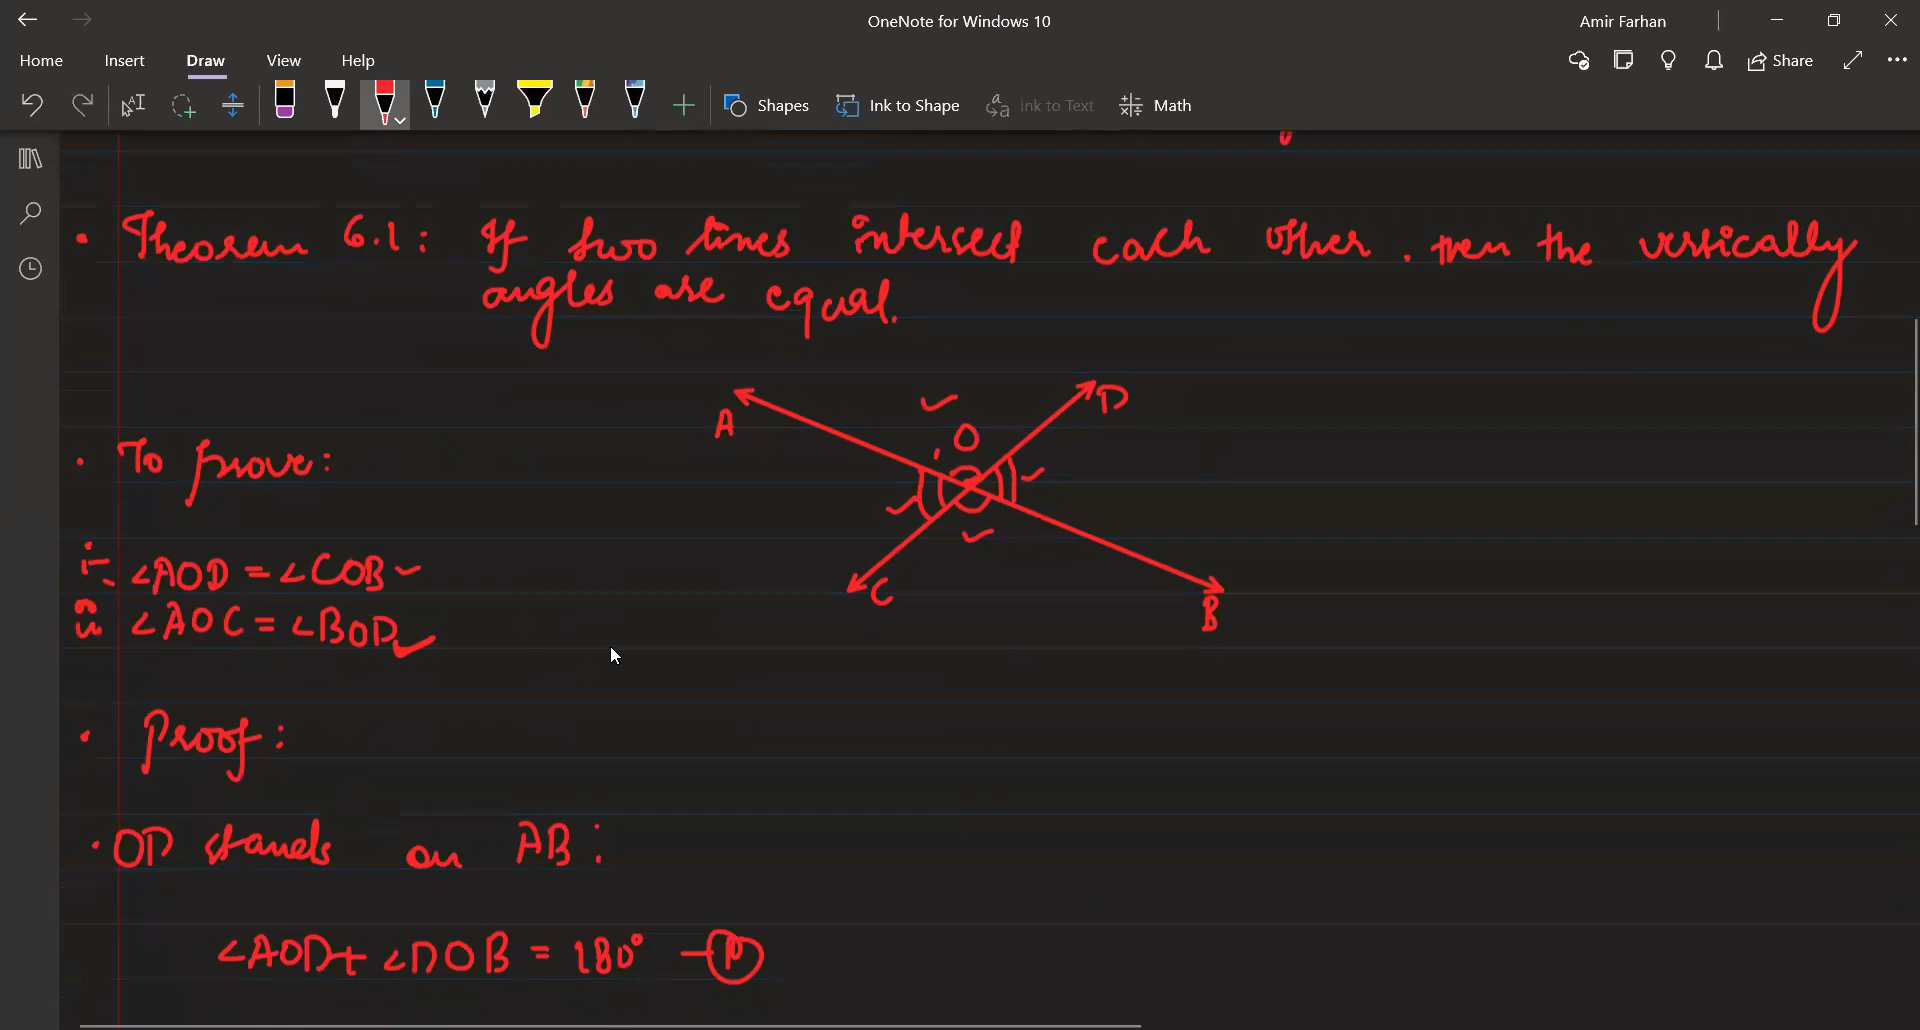 OneNote for Windows 10
Amir Farhan
Home Insert Draw View Help
Share
Shapes Ink to Shape Ink to Text Math
• Theorem 6.1: If two lines intersect each other, then the vertically
angles are equal.
A O D
• To prove:
C B
i- ∠AOD = ∠COB
∠AOC = ∠BOD
• Proof:
• OD stands on AB:
∠AOD + ∠DOB = 180° -